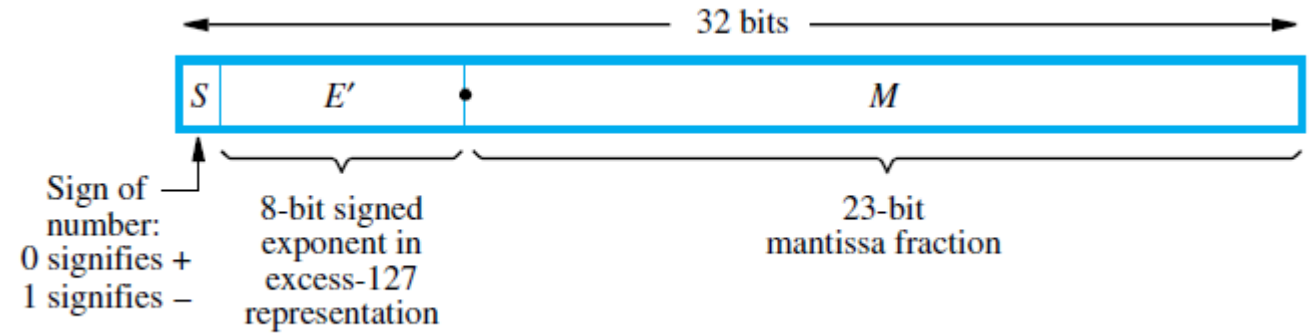 32 bits
S E′ M
Sign of
number:
0 signifies +
1 signifies –
8-bit signed
exponent in
excess-127
representation
23-bit
mantissa fraction